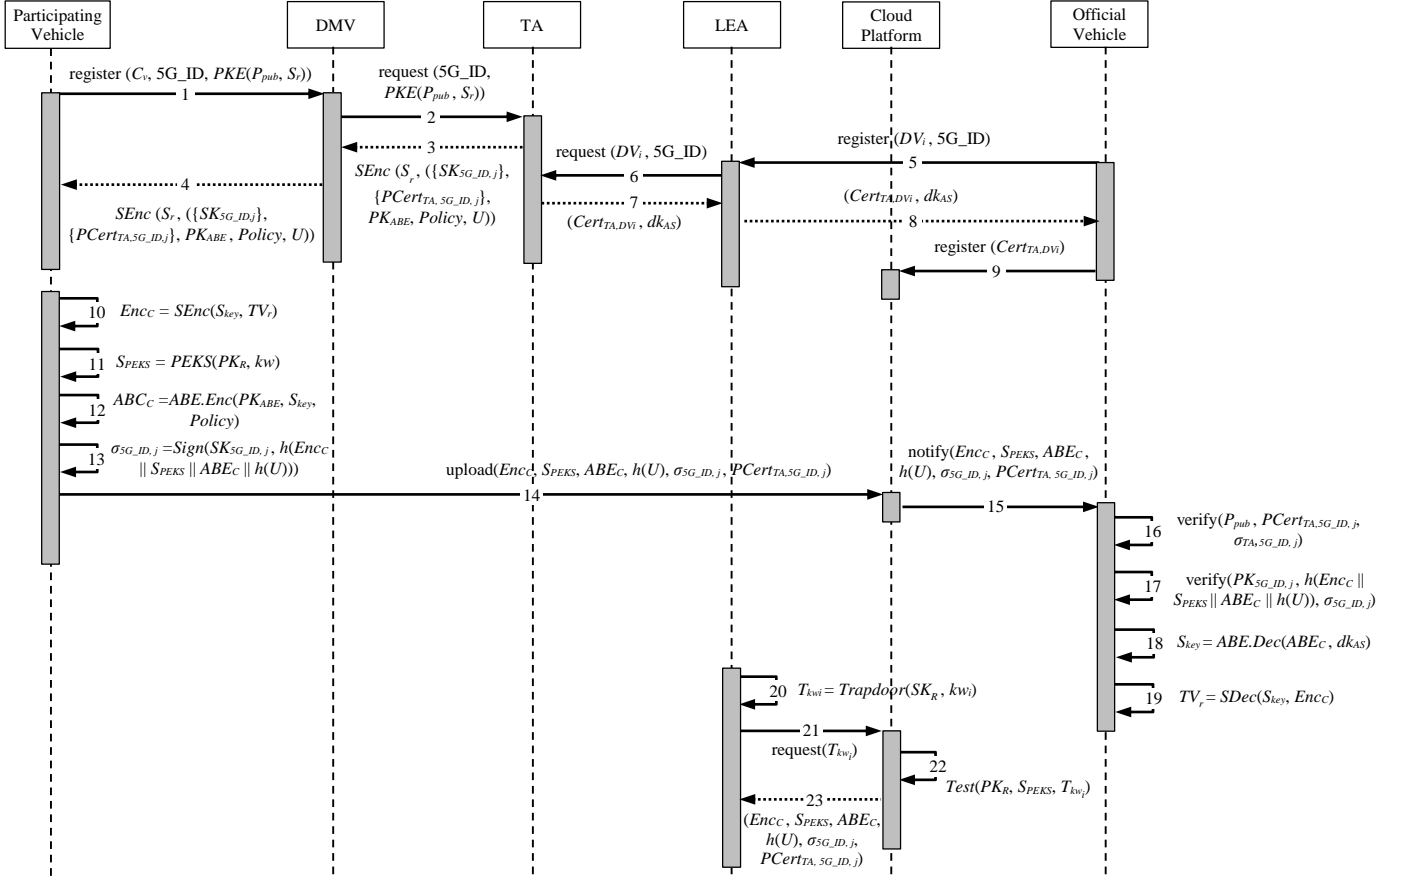 Participating
Vehicle
DMV
TA
LEA
Cloud
Platform
Official
Vehicle
register (Cv, 5G_ID, PKE(Ppub, Sr))
1
request (5G_ID,
PKE(Ppub , Sr))
2
3
SEnc (Sr, ({SK5G_ID, j},
{PCertTA, 5G_ID, j},
PKABE, Policy, U))
4
SEnc (Sr, ({SK5G_ID,j},
{PCertTA,5G_ID,j}, PKABE , Policy, U))
register (DVi , 5G_ID)
5
request (DVi , 5G_ID)
6
7
(CertTA,DVi , dkAS)
(CertTA,DVi , dkAS)
8
register (CertTA,DVi)
9
10
EncC = SEnc(Skey, TVr)
11
SPEKS = PEKS(PKR, kw)
12
ABCC =ABE.Enc(PKABE, Skey,
Policy)
13
σ5G_ID, j =Sign(SK5G_ID, j, h(EncC
|| SPEKS || ABEC || h(U)))
upload(EncC, SPEKS, ABEC, h(U), σ5G_ID, j , PCertTA,5G_ID, j)
14
notify(EncC , SPEKS, ABEC ,
h(U), σ5G_ID, j, PCertTA, 5G_ID, j)
15
16
verify(Ppub , PCertTA,5G_ID, j,
σTA, 5G_ID, j)
17
verify(PK5G_ID, j , h(EncC ||
SPEKS || ABEC || h(U)), σ5G_ID, j)
18
Skey = ABE.Dec(ABEC , dkAS)
19
TVr = SDec(Skey, EncC)
20
Tkwi = Trapdoor(SKR , kwi)
21
request(Tkwi)
22
Test(PKR, SPEKS, Tkwi)
23
(EncC , SPEKS, ABEC,
h(U), σ5G_ID, j,
PCertTA, 5G_ID, j)